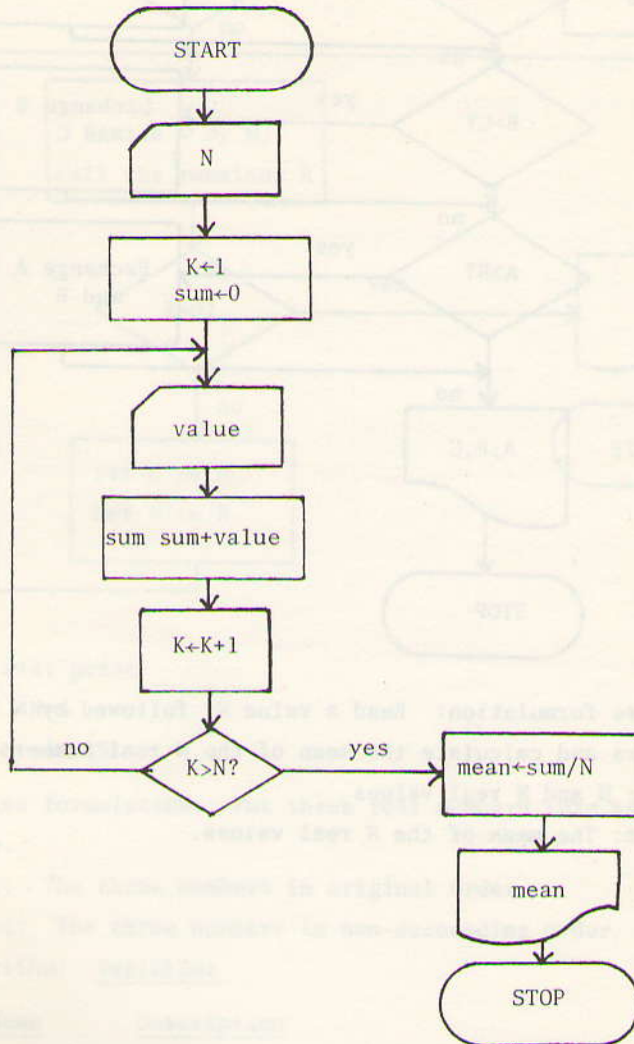 START
N
K←1
sum←0
value
sum sum+value
K←K+1
K>N?
no
yes
mean←sum/N
mean
STOP